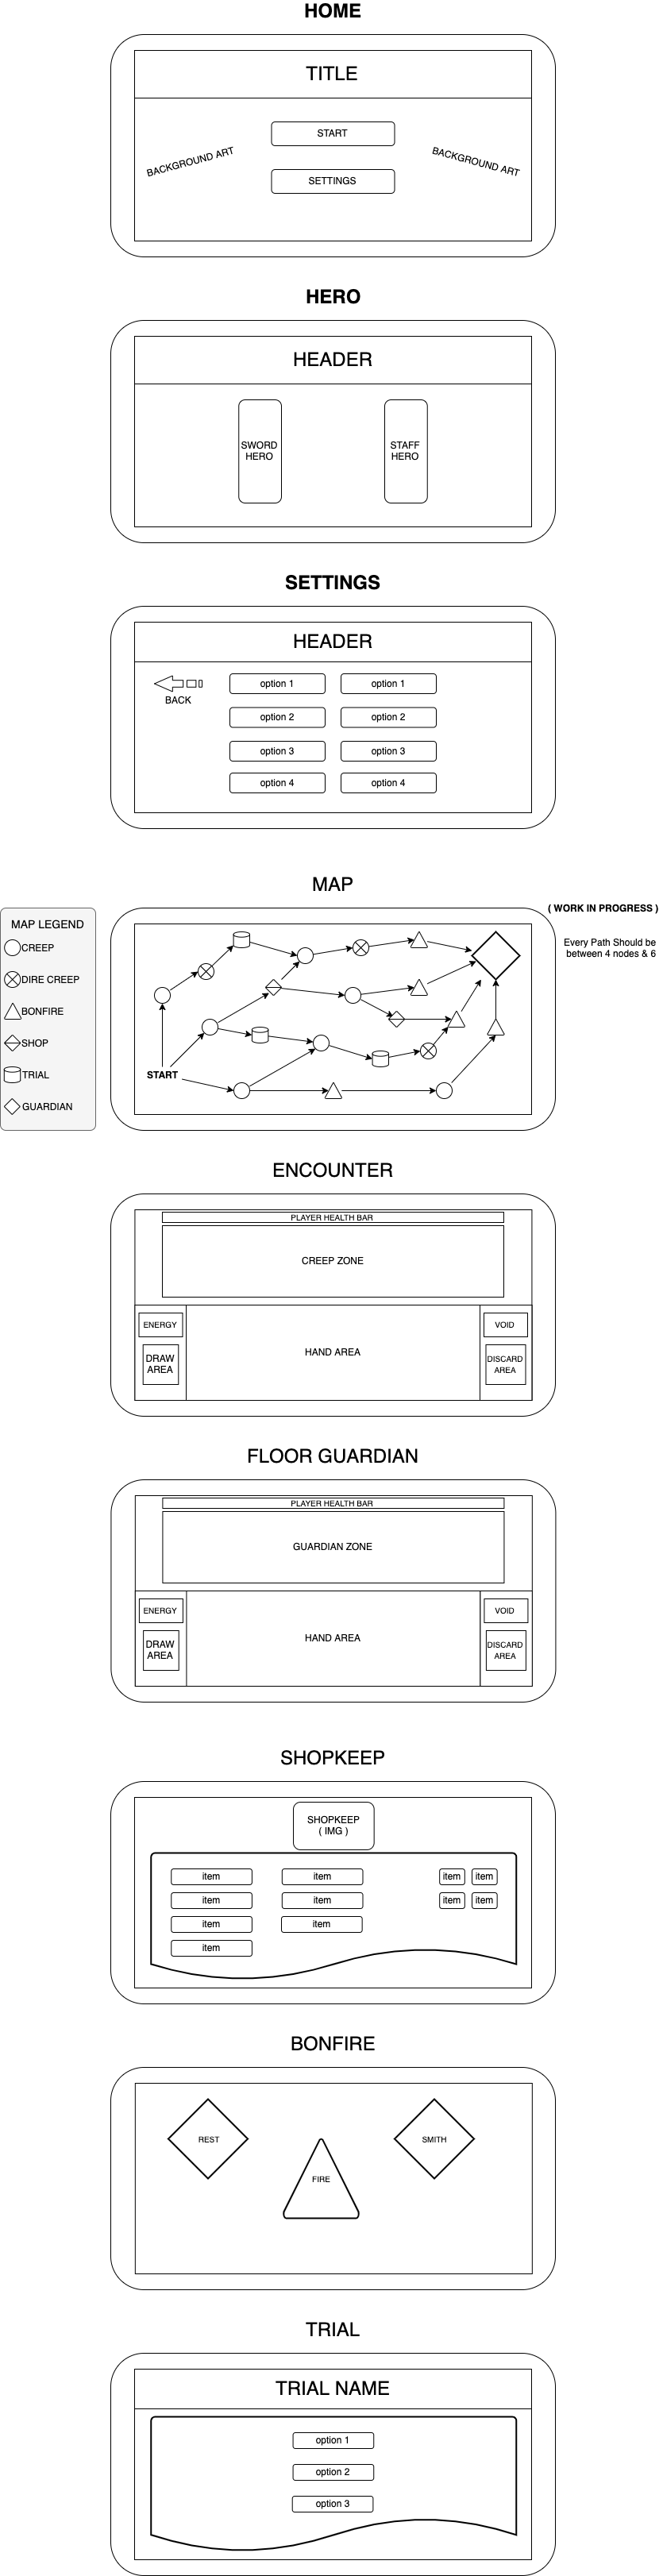 HOME
TITLE
START
BACKGROUND ART
BACKGROUND ART
SETTINGS
HERO
HEADER
SWORD
HERO
STAFF
HERO
SETTINGS
HEADER
BACK
option 1
option 1
option 2
option 2
option 3
option 3
option 4
option 4
MAP
( WORK IN PROGRESS )
Every Path Should be
between 4 nodes & 6
MAP LEGEND
CREEP
DIRE CREEP
BONFIRE
SHOP
TRIAL
GUARDIAN
START
ENCOUNTER
PLAYER HEALTH BAR
CREEP ZONE
ENERGY
DRAW
AREA
HAND AREA
VOID
DISCARD
AREA
FLOOR GUARDIAN
PLAYER HEALTH BAR
GUARDIAN ZONE
ENERGY
DRAW
AREA
HAND AREA
VOID
DISCARD
AREA
SHOPKEEP
SHOPKEEP
( IMG )
item
item
item
item
item
item
item
item
item
item
item
BONFIRE
REST
SMITH
FIRE
TRIAL
TRIAL NAME
option 1
option 2
option 3